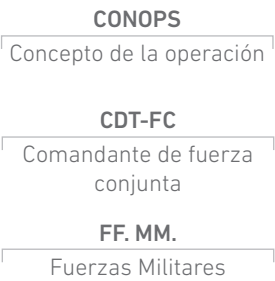 CONOPS
Concepto de la operación
CDT-FC
Comandante de fuerza
conjunta
FF. MM.
Fuerzas Militares